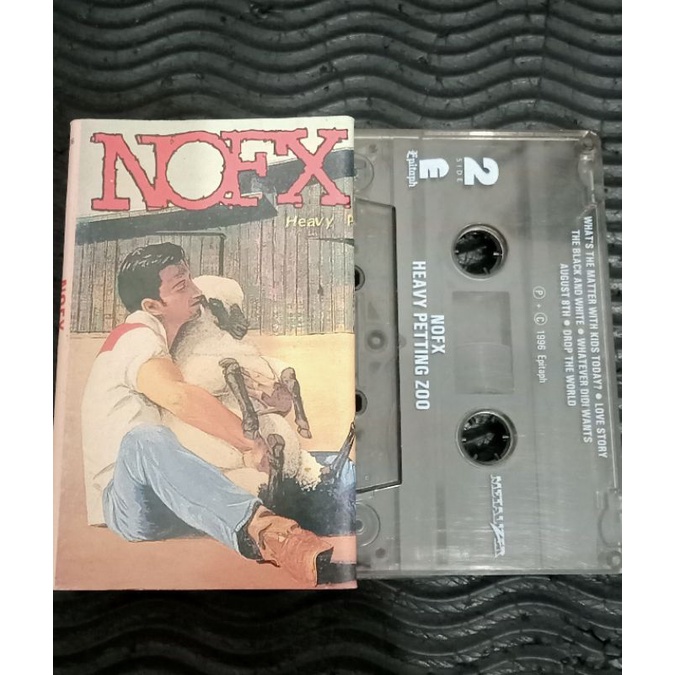 NOFX
Heavy P
NOFX
2
SIDE
E
Epitaph
NOFX
HEAVY PETTING ZOO
WHAT'S THE MATTER WITH KIDS TODAY? • LOVE STORY
THE BLACK AND WHITE • WHATEVER DIDI WANTS
AUGUST 8TH • DROP THE WORLD
P + C 1996 Epitaph